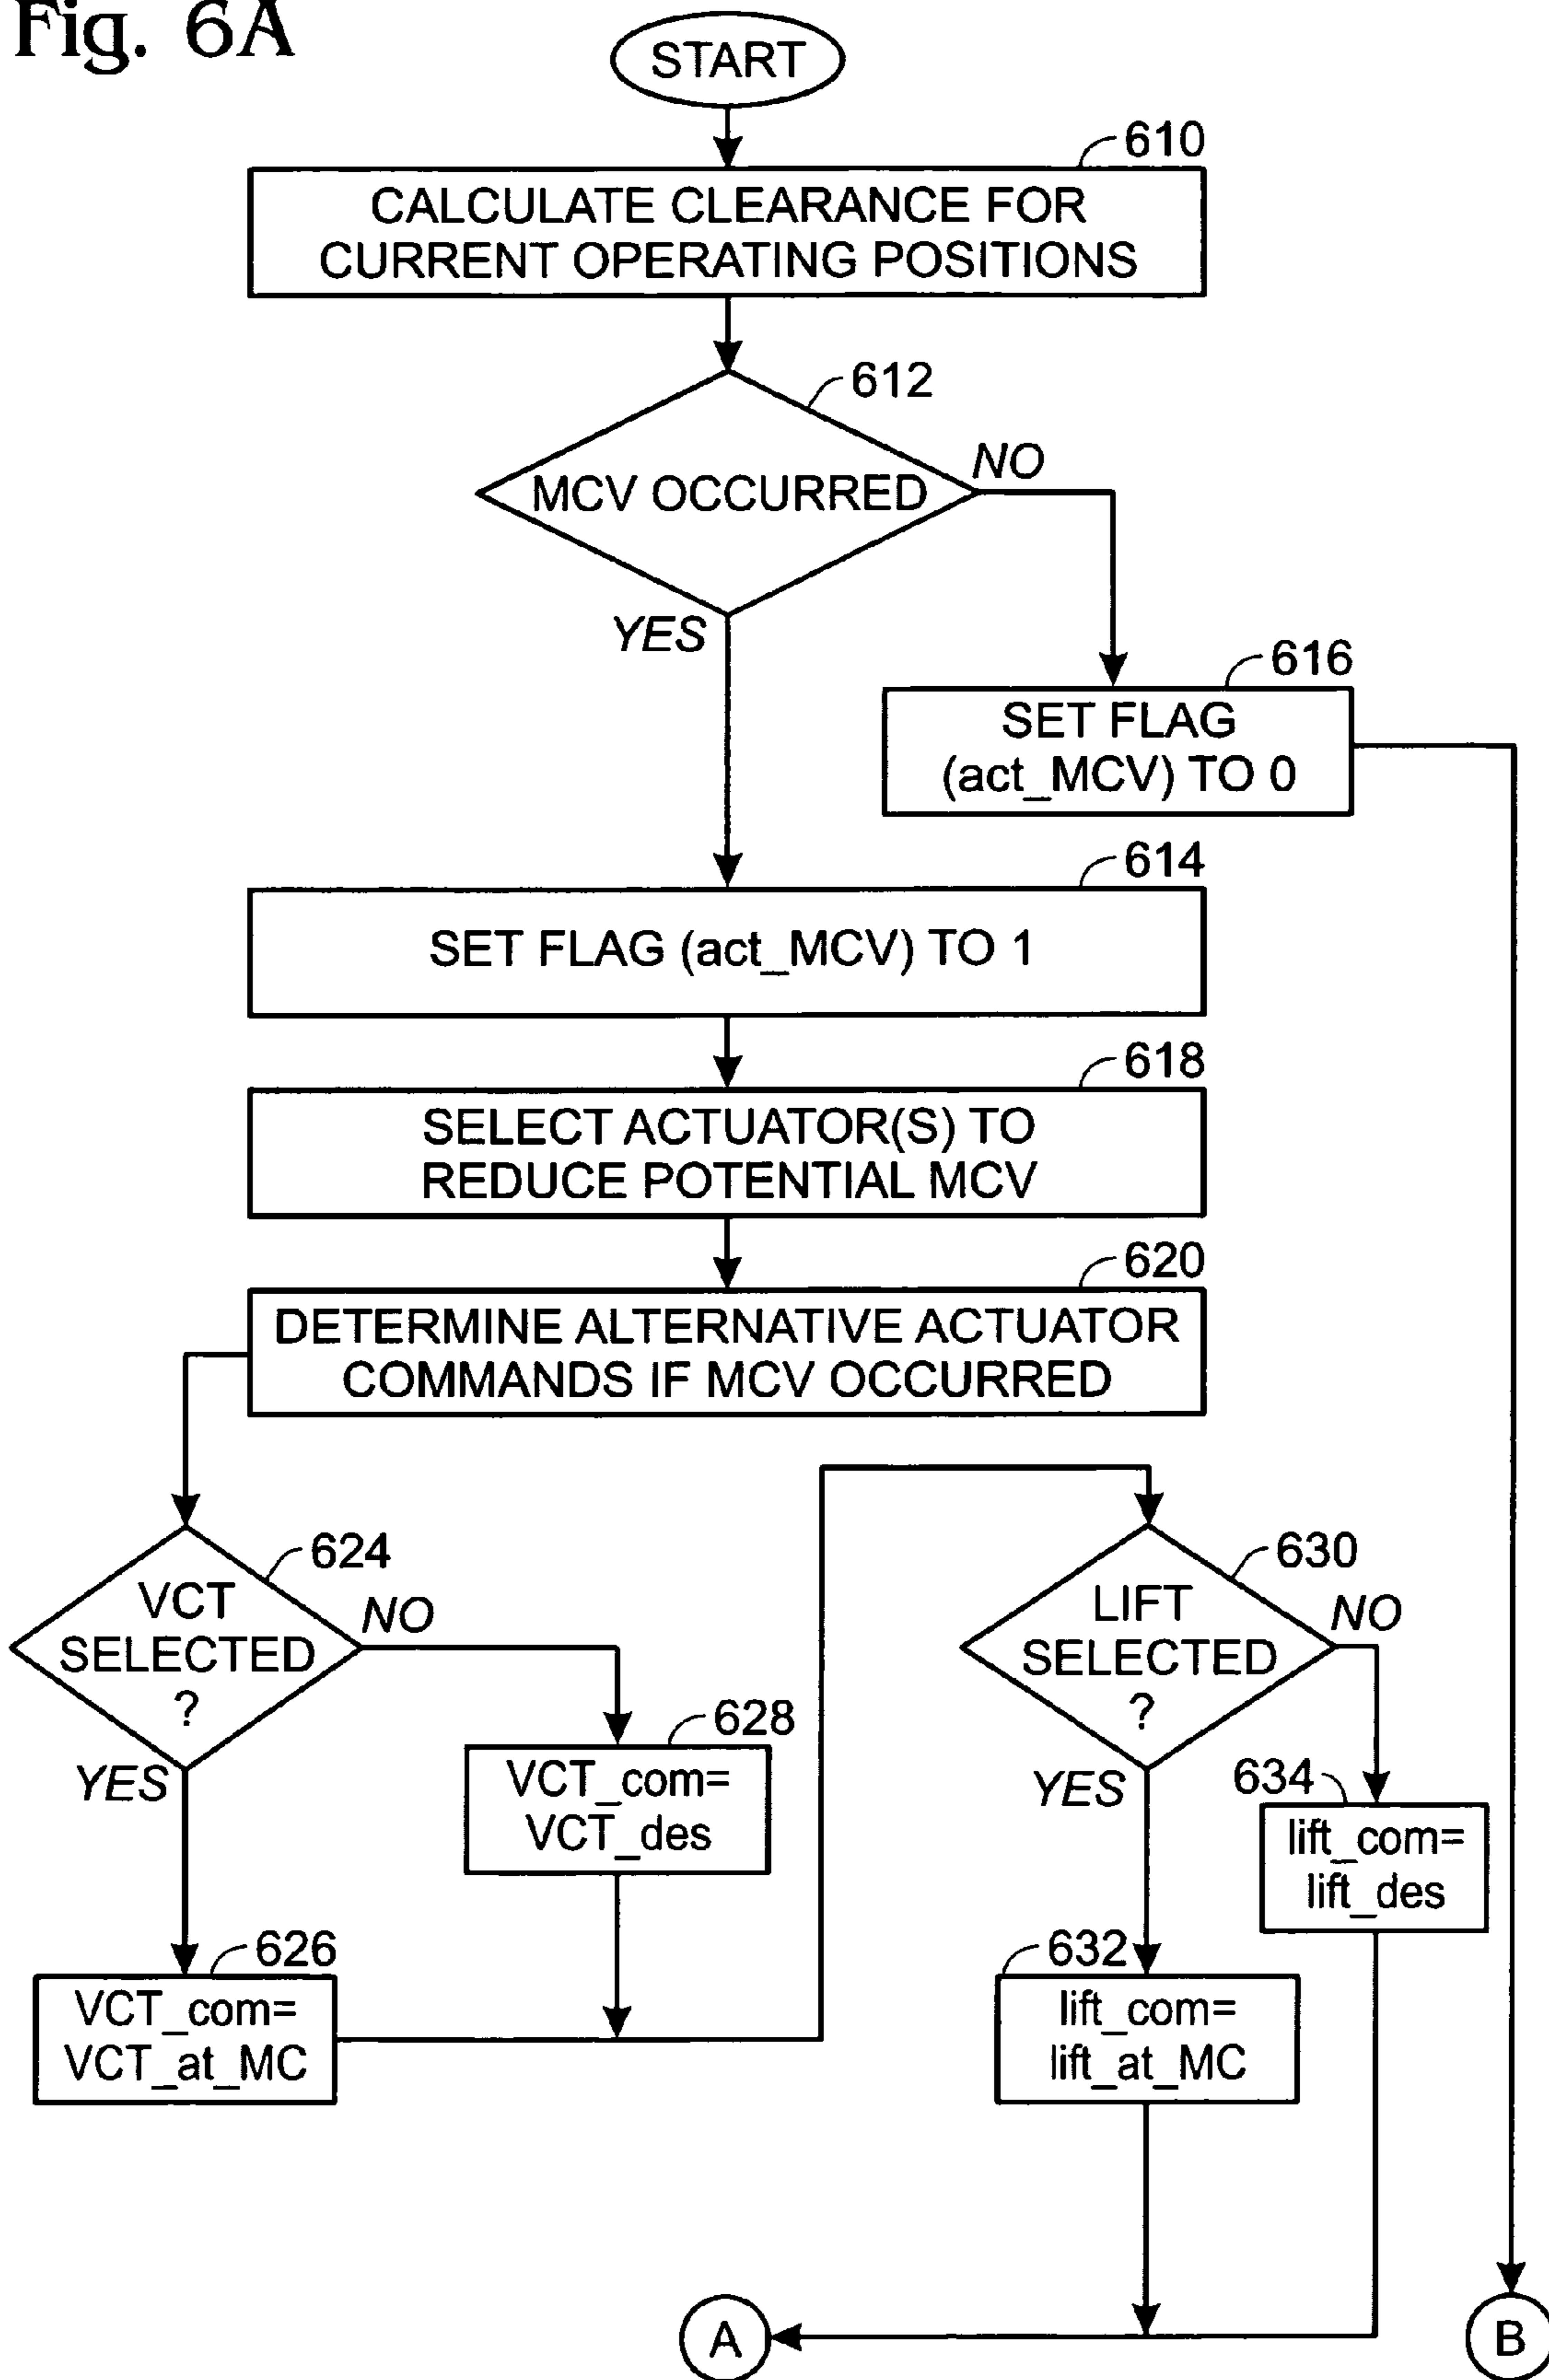 Fig. 6A
START
610
CALCULATE CLEARANCE FOR
CURRENT OPERATING POSITIONS
612
MCV OCCURRED
NO
YES
616
SET FLAG
(act_MCV) TO 0
614
SET FLAG (act_MCV) TO 1
618
SELECT ACTUATOR(S) TO
REDUCE POTENTIAL MCV
620
DETERMINE ALTERNATIVE ACTUATOR
COMMANDS IF MCV OCCURRED
624
VCT
SELECTED
?
NO
YES
628
VCT_com=
VCT_des
626
VCT_com=
VCT_at_MC
630
LIFT
SELECTED
?
NO
YES
634
lift_com=
lift_des
632
lift_com=
lift_at_MC
A
B